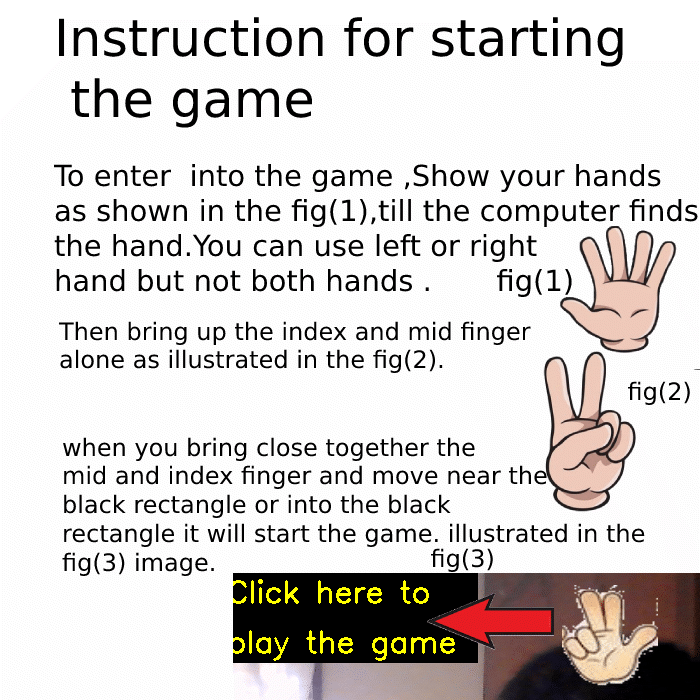 Instruction for starting
the game
To enter  into the game ,Show your hands
as shown in the fig(1),till the computer finds
the hand.You can use left or right
hand but not both hands .
fig(1)
Then bring up the index and mid finger
alone as illustrated in the fig(2).
fig(2)
when you bring close together the
mid and index finger and move near the
black rectangle or into the black
rectangle it will start the game. illustrated in the
fig(3) image.
fig(3)
Click here to
play the game